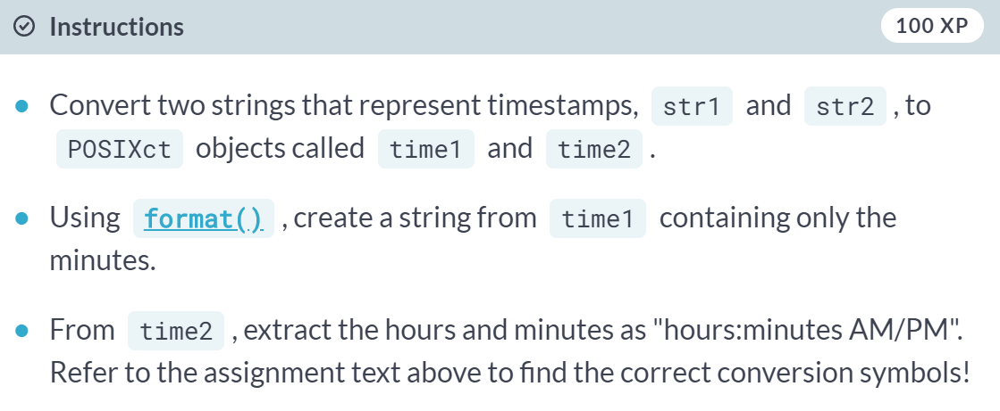 Instructions
100 XP
Convert two strings that represent timestamps, str1 and str2 , to
POSIXct objects called time1 and time2 .
Using format() , create a string from time1 containing only the
minutes.
From time2 , extract the hours and minutes as "hours:minutes AM/PM".
Refer to the assignment text above to find the correct conversion symbols!